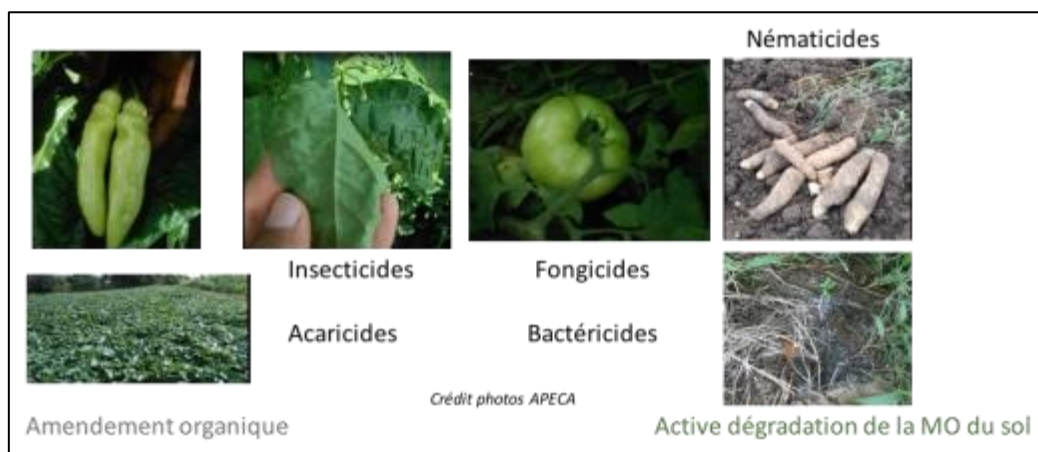 Nématicides
Insecticides
Fongicides
Acaricides
Bactéricides
Crédit photos APECA
Amendement organique
Active dégradation de la MO du sol